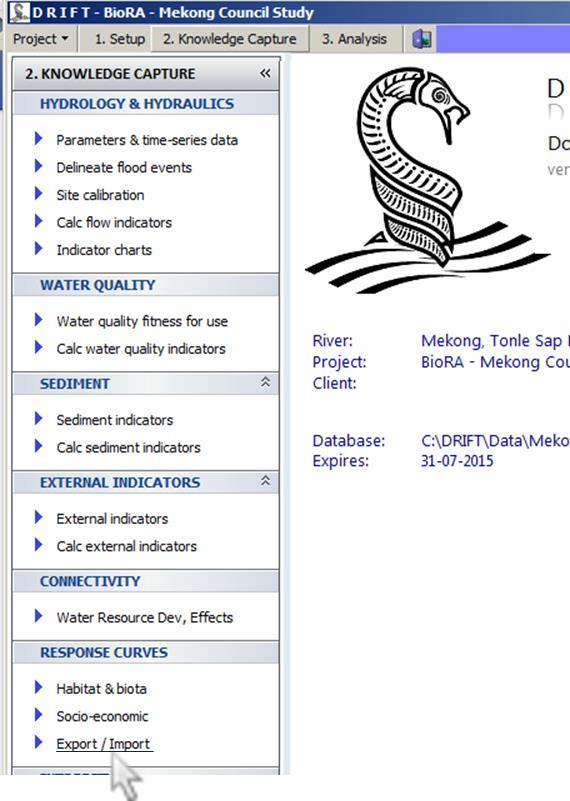 D R I F T - BioRA - Mekong Council Study
Project 1. Setup 2. Knowledge Capture 3. Analysis
2. KNOWLEDGE CAPTURE
HYDROLOGY & HYDRAULICS
Parameters & time-series data
Delineate flood events
Site calibration
Calc flow indicators
Indicator charts
WATER QUALITY
Water quality fitness for use
Calc water quality indicators
SEDIMENT
Sediment indicators
Calc sediment indicators
EXTERNAL INDICATORS
External indicators
Calc external indicators
CONNECTIVITY
Water Resource Dev, Effects
RESPONSE CURVES
Habitat & biota
Socio-economic
Export / Import
D
Do
ver
River: Mekong, Tonle Sap
Project: BioRA - Mekong Cou
Client:
Database: C:\DRIFT\Data\Meko
Expires: 31-07-2015